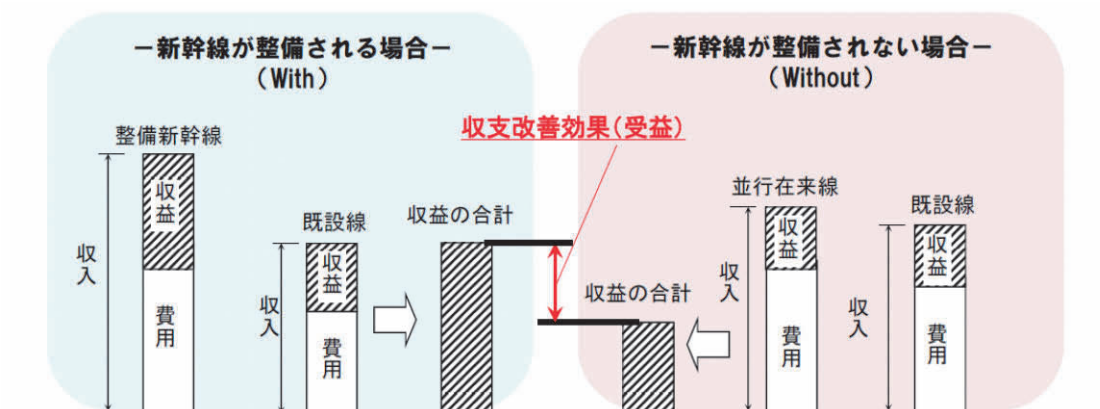 －新幹線が整備される場合－
（With）
整備新幹線
収入
収益
費用
既設線
収入
収益
費用
収益の合計
収支改善効果（受益）
－新幹線が整備されない場合－
（Without）
収益の合計
並行在来線
収入
収益
費用
既設線
収入
収益
費用